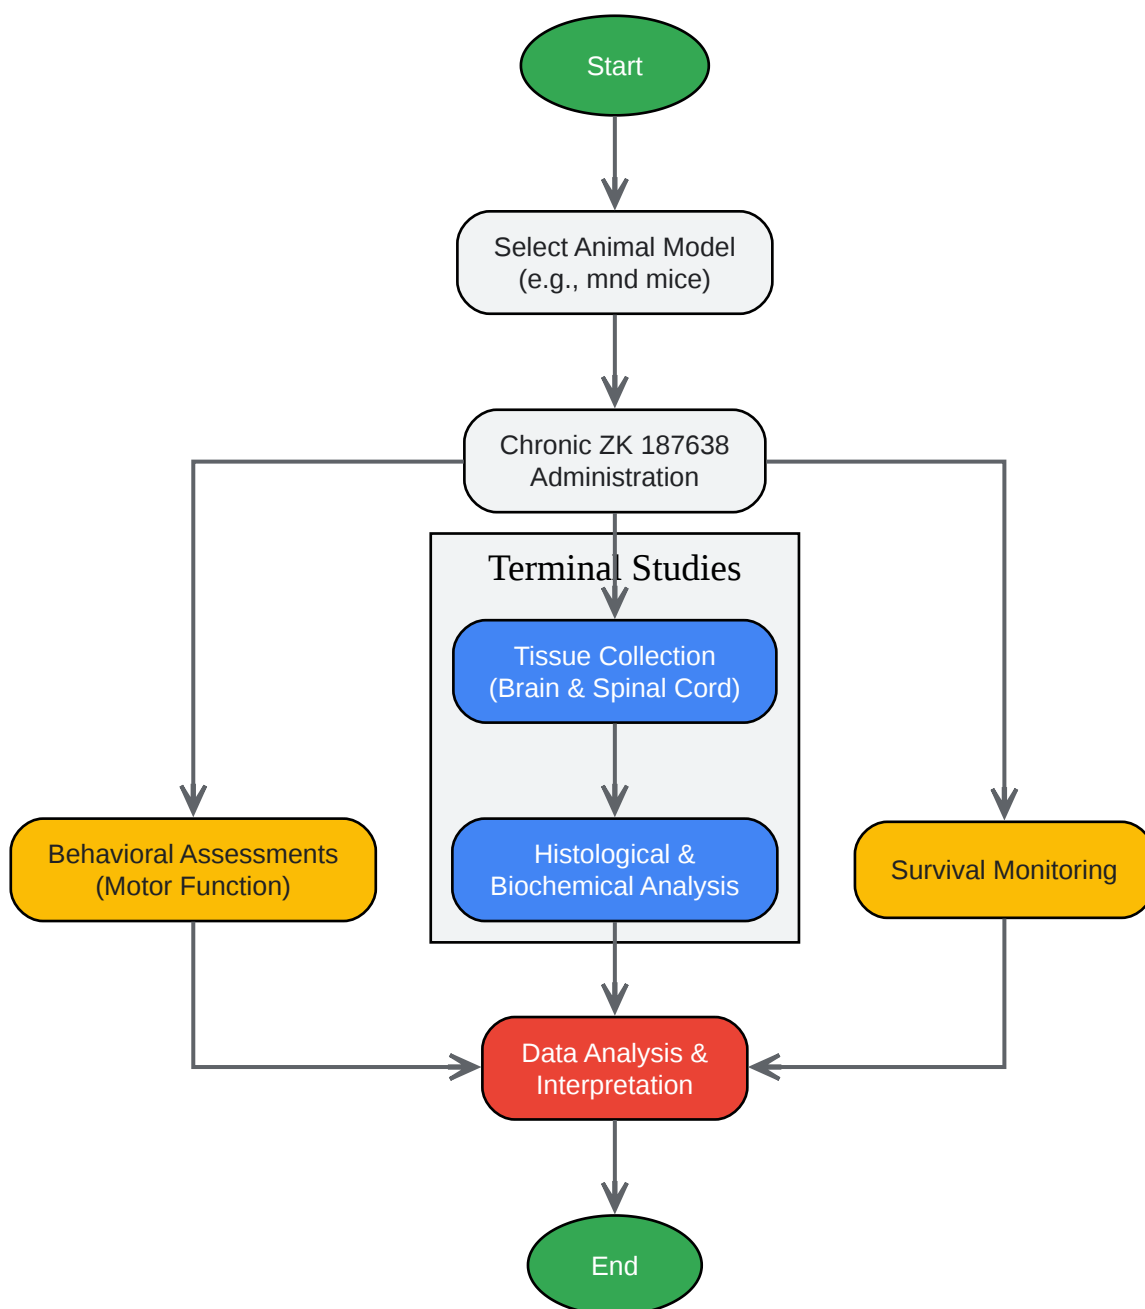 Start
Select Animal Model
(e.g., mnd mice)
Chronic ZK 187638
Administration
Terminal Studies
Tissue Collection
(Brain & Spinal Cord)
Behavioral Assessments
(Motor Function)
Histological &
Biochemical Analysis
Survival Monitoring
Data Analysis &
Interpretation
End